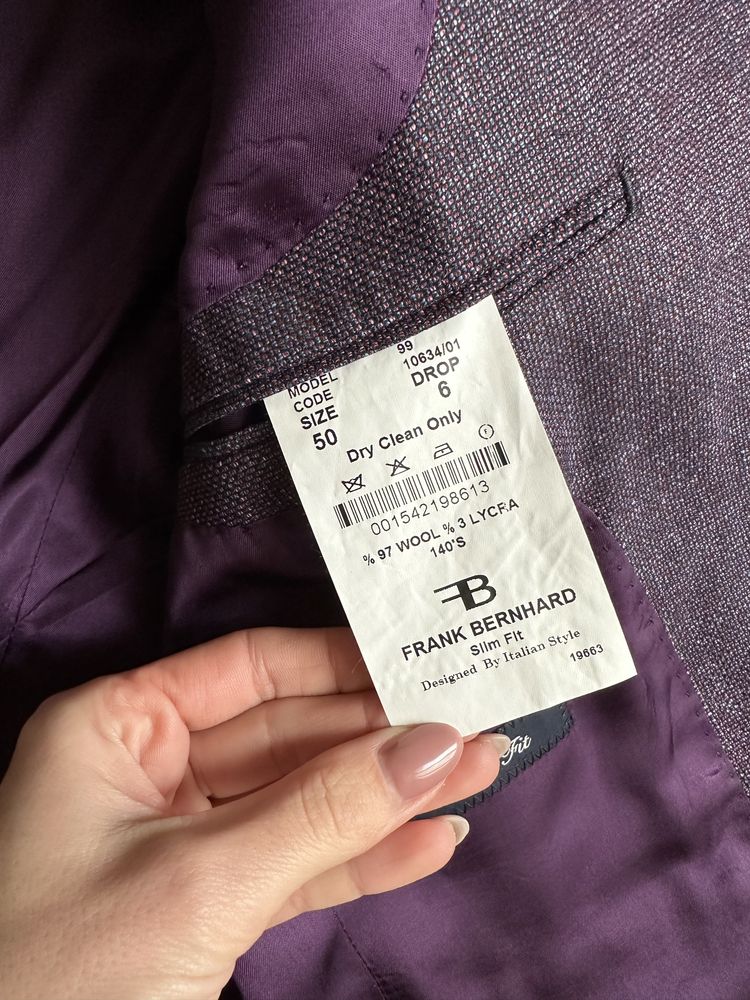 MODEL 99
CODE 10634/01
SIZE DROP
50 6
Dry Clean Only
F
001542198613
% 97 WOOL % 3 LYCRA
140'S
FB
FRANK BERNHARD
Slim Fit
Designed By Italian Style
19663
Fit